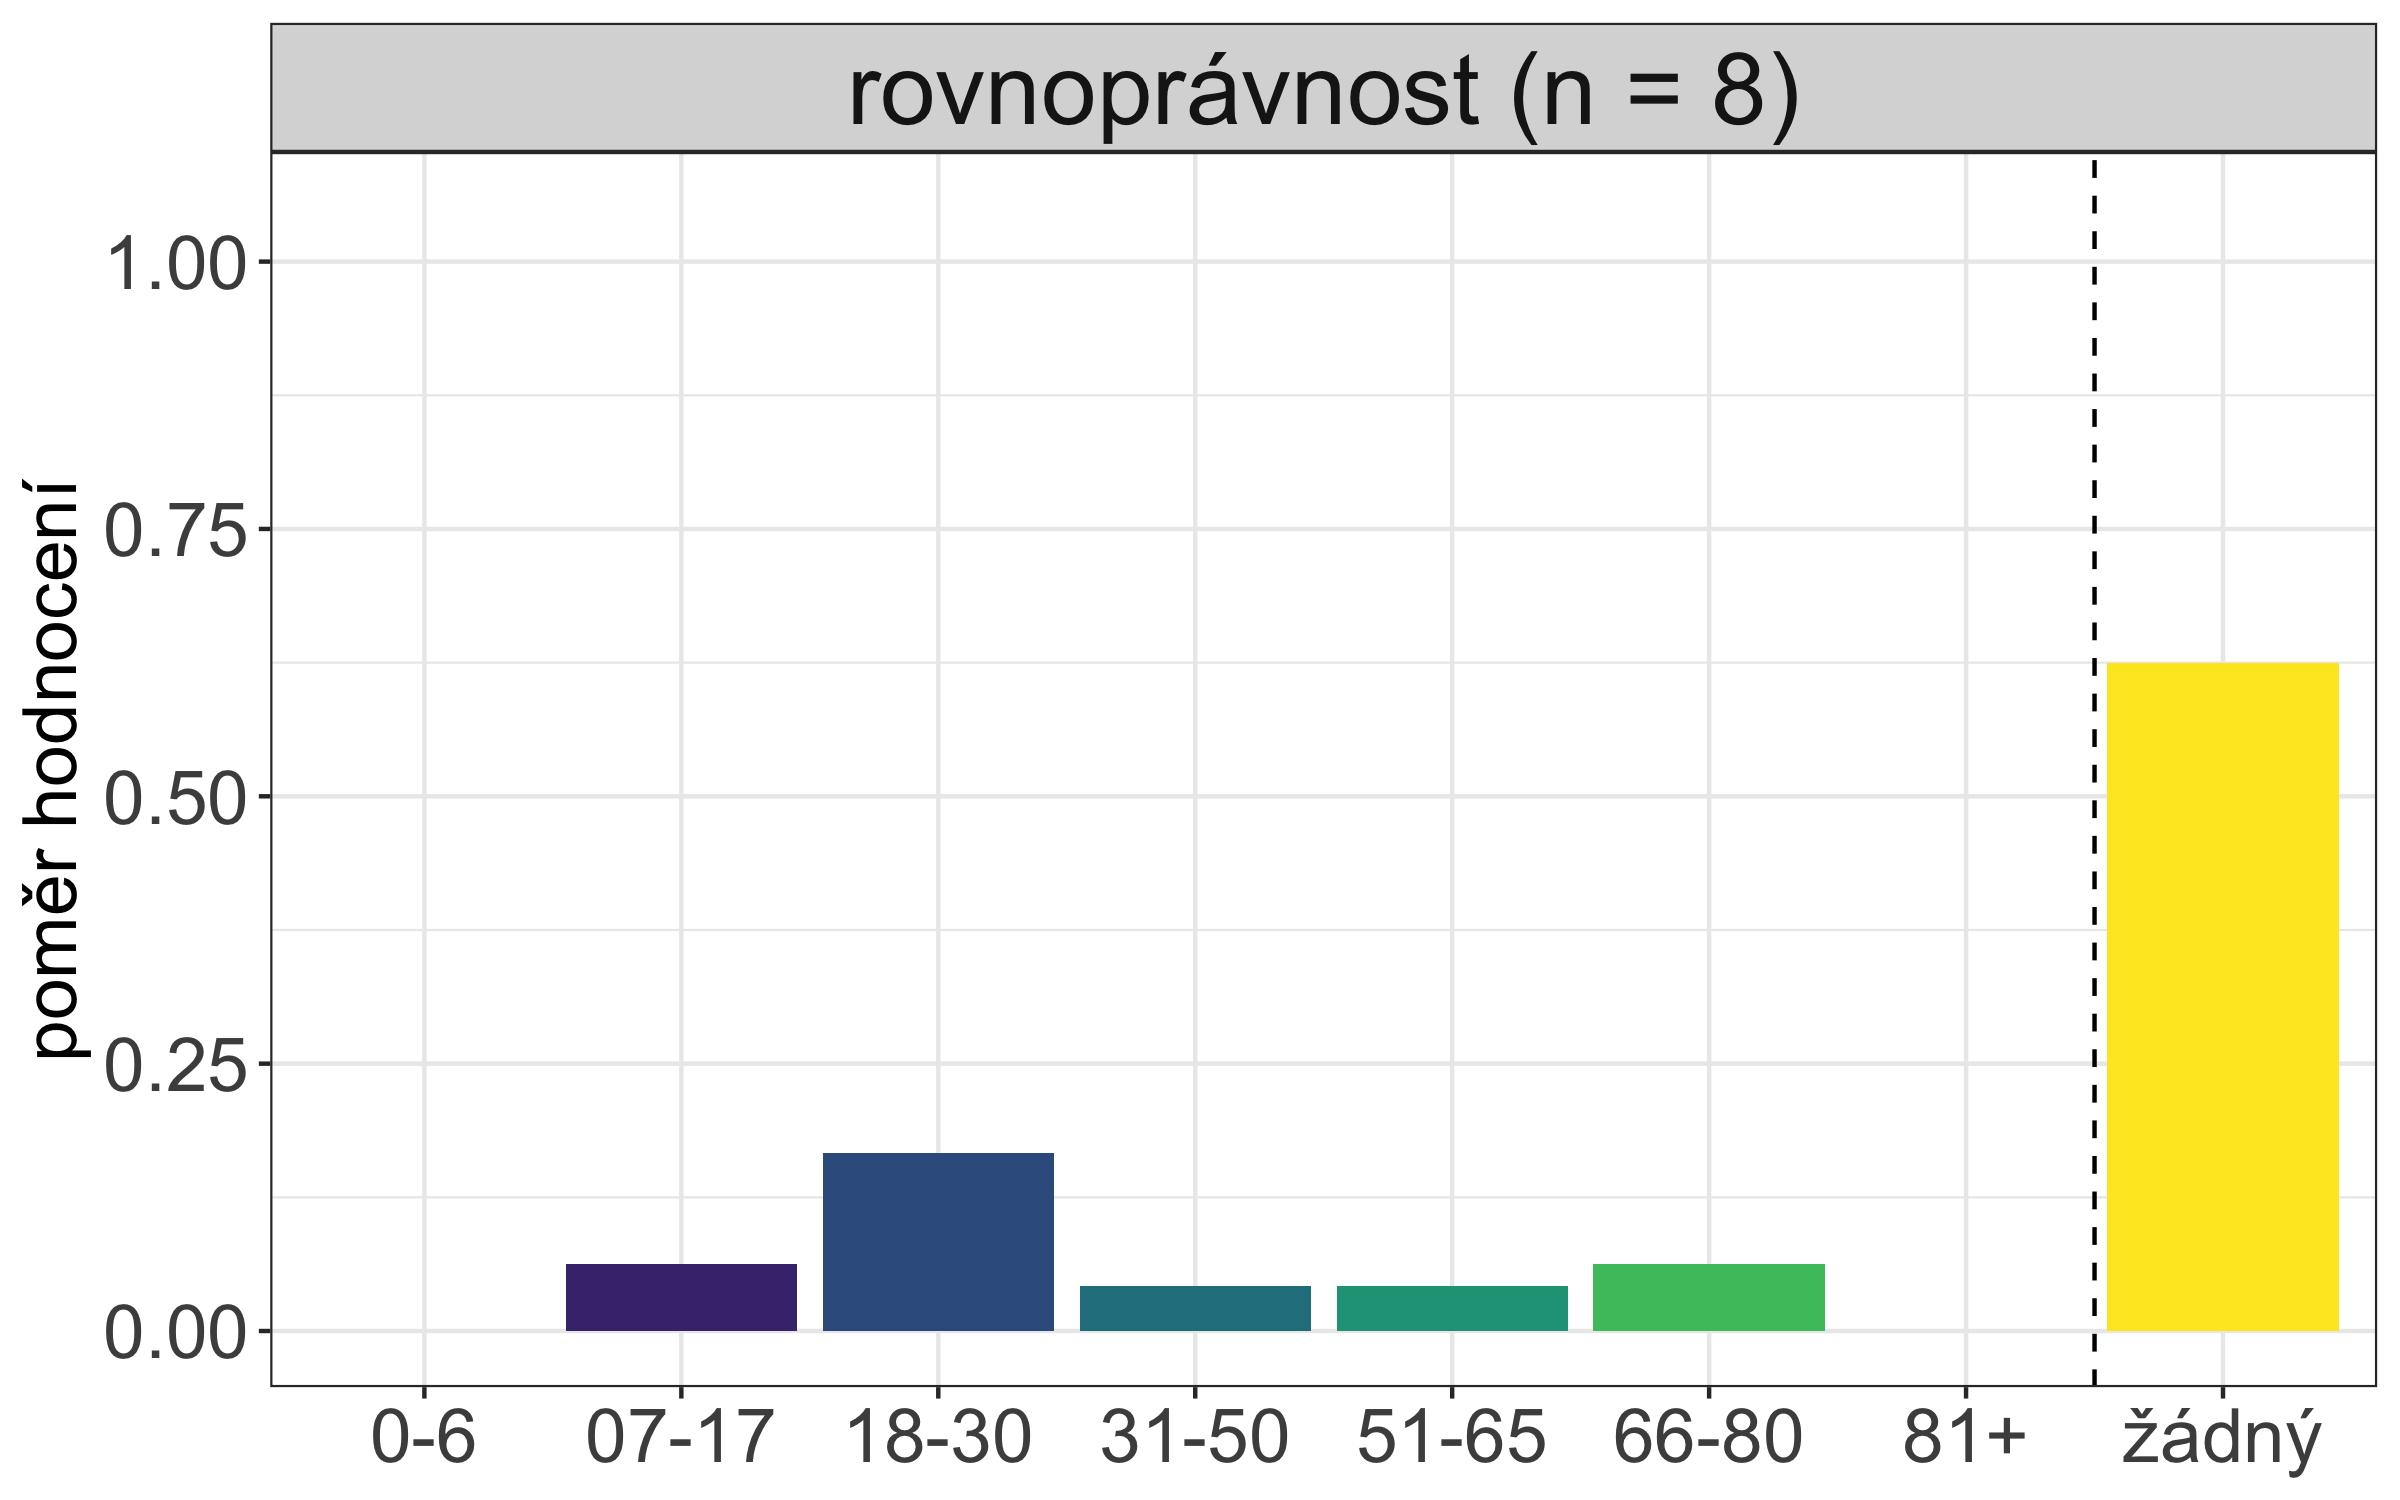 rovnoprávnost (n = 8)
poměr hodnocení
1.00
0.75
0.50
0.25
0.00
0-6 07-17 18-30 31-50 51-65 66-80 81+ žádný